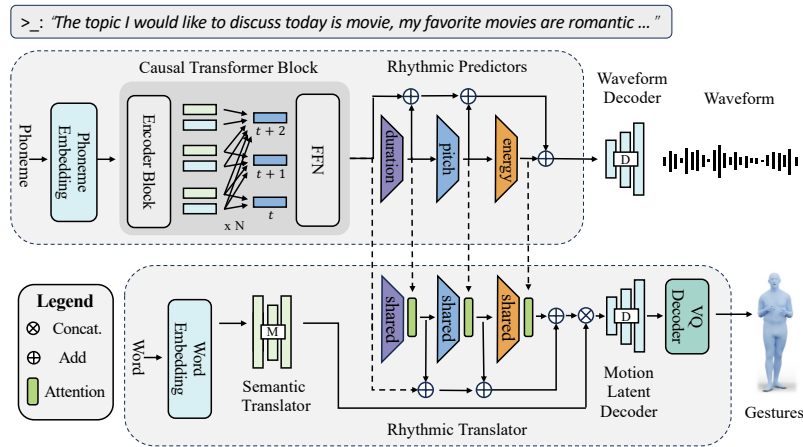 >_: "The topic I would like to discuss today is movie, my favorite movies are romantic ... "
Causal Transformer Block
Rhythmic Predictors
Waveform
Decoder
Waveform
Phoneme
Phoneme
Embedding
Encoder Block
t + 2
t + 1
t
x N
FFN
duration
pitch
energy
D
Legend
Concat.
Add
Attention
Word
Word
Embedding
M
Semantic
Translator
shared
shared
shared
D
Motion
Latent
Decoder
VQ
Decoder
Gestures
Rhythmic Translator